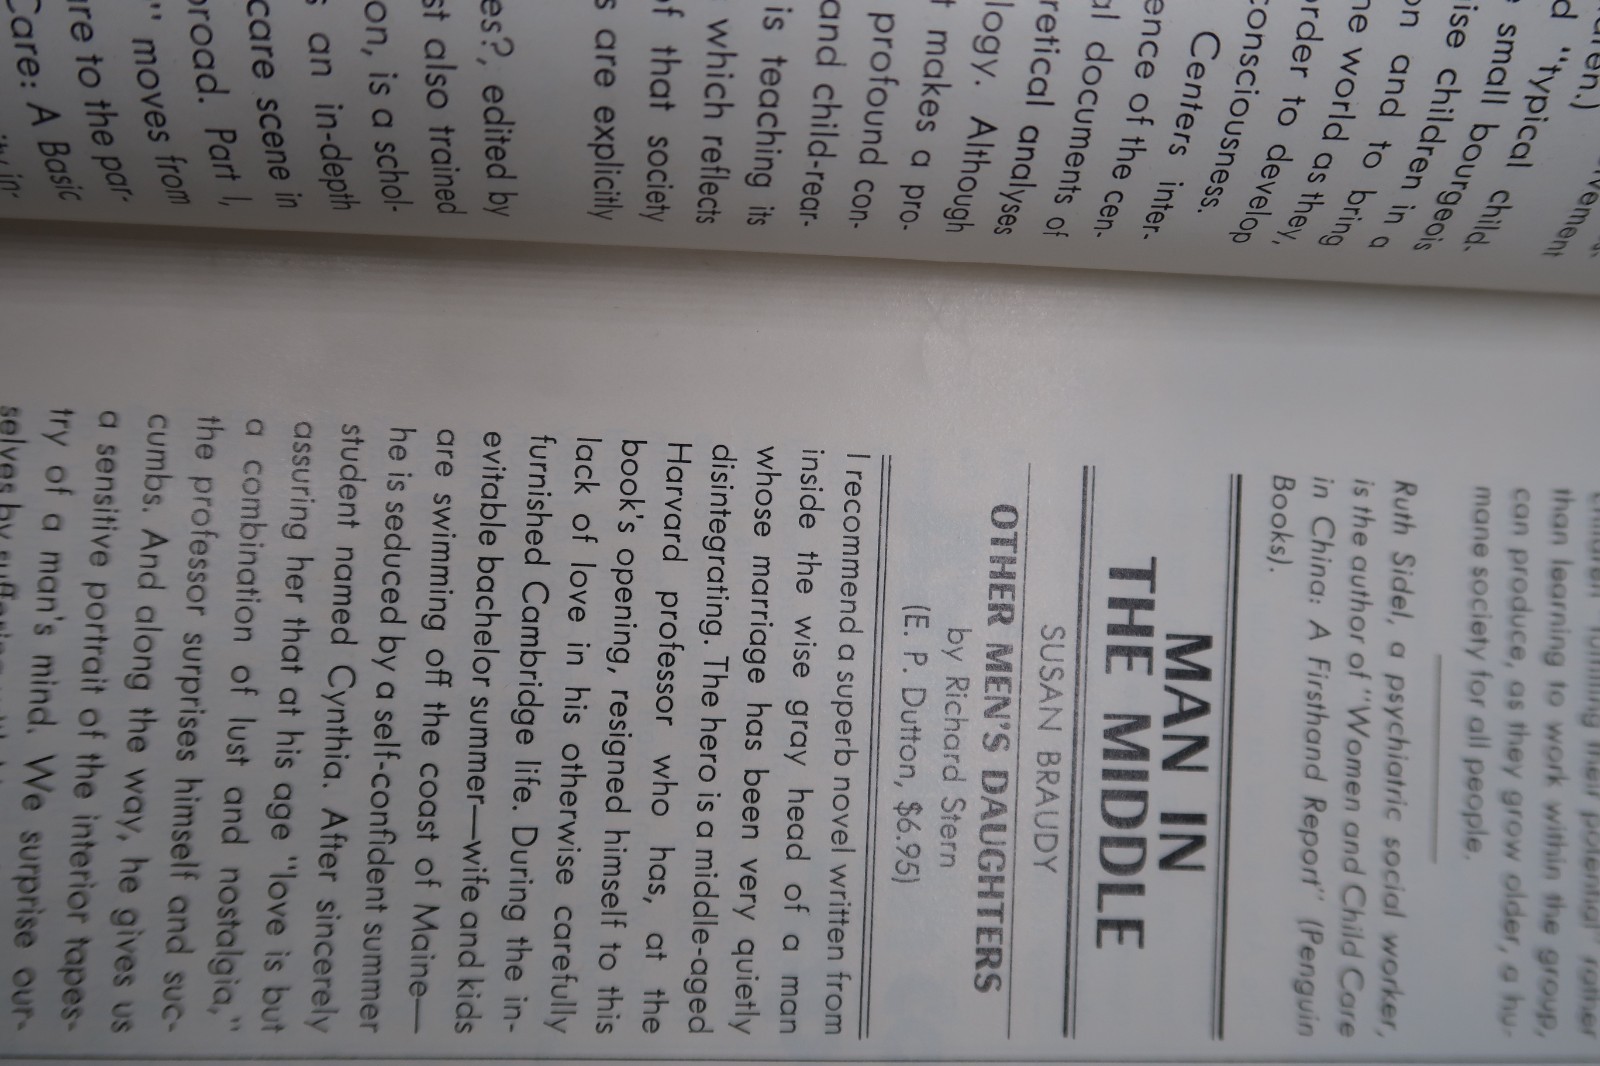 "typical child.
small bourgeois
ise children in a
on and to bring
he world as they,
order to develop
consciousness.
Centers inter-
ence of the cen-
al documents of
retical analyses
logy. Although
t makes a pro-
profound con-
and child-rear-
is teaching its
which reflects
of that society
s are explicitly
es?, edited by
st also trained
on, is a schol-
s an in-depth
care scene in
broad. Part I,
" moves from
are to the par-
Care: A Basic
than learning to work within the group,
can produce, as they grow older, a hu-
mane society for all people.
Ruth Sidel, a psychiatric social worker,
is the author of "Women and Child Care
in China: A Firsthand Report" (Penguin
Books).
MAN IN
THE MIDDLE
SUSAN BRAUDY
OTHER MEN'S DAUGHTERS
by Richard Stern
(E. P. Dutton, $6.95)
I recommend a superb novel written from
inside the wise gray head of a man
whose marriage has been very quietly
disintegrating. The hero is a middle-aged
Harvard professor who has, at the
book's opening, resigned himself to this
lack of love in his otherwise carefully
furnished Cambridge life. During the in-
evitable bachelor summer—wife and kids
are swimming off the coast of Maine—
he is seduced by a self-confident summer
student named Cynthia. After sincerely
assuring her that at his age "love is but
a combination of lust and nostalgia,"
the professor surprises himself and suc-
cumbs. And along the way, he gives us
a sensitive portrait of the interior tapes-
try of a man's mind. We surprise our-
selves by